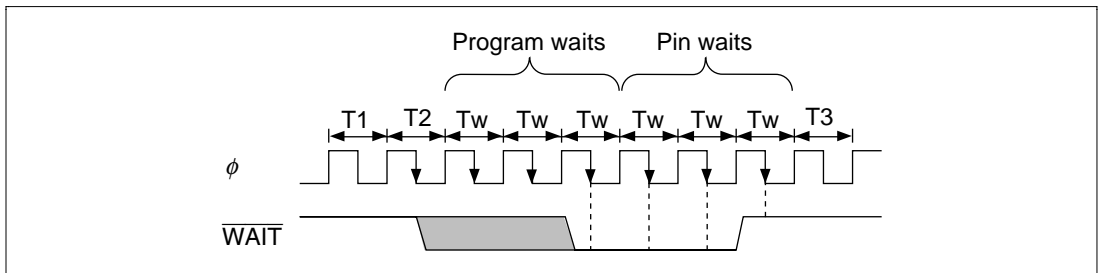 Program waits Pin waits
T1 T2 Tw Tw Tw Tw Tw Tw T3
ϕ
WAIT